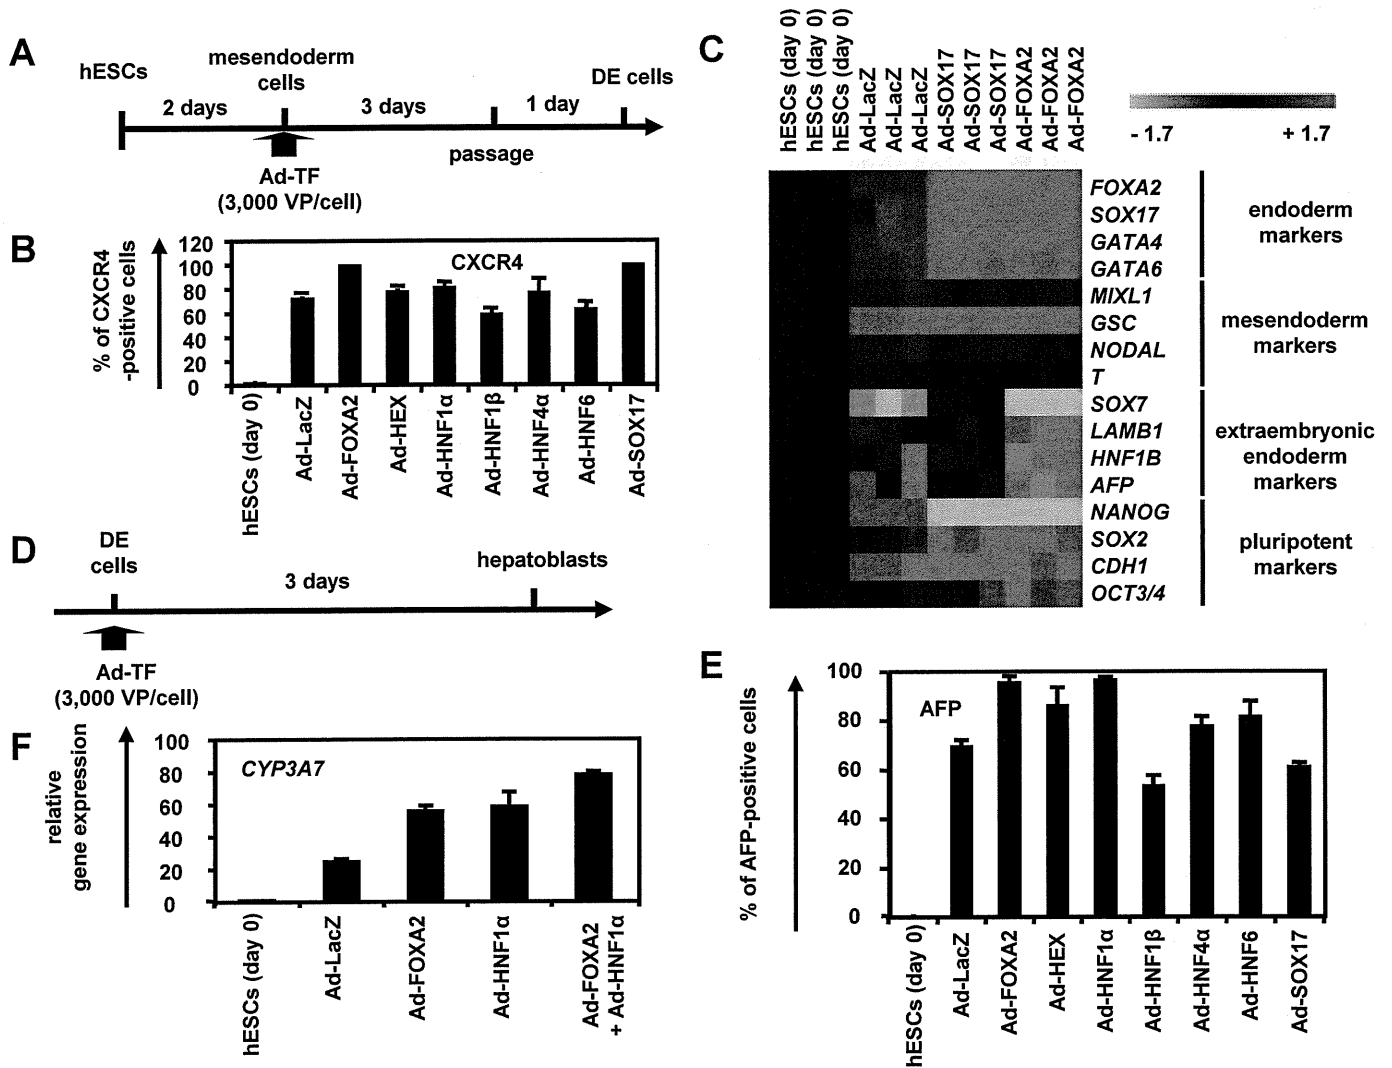 A
hESCs
mesendoderm
cells
DE cells
2 days
3 days
1 day
passage
Ad-TF
(3,000 VP/cell)
B
% of CXCR4
-positive cells
CXCR4
120
100
80
60
40
20
0
hESCs (day 0)
Ad-LacZ
Ad-FOXA2
Ad-HEX
Ad-HNF1α
Ad-HNF1β
Ad-HNF4α
Ad-HNF6
Ad-SOX17
C
hESCs (day 0)
hESCs (day 0)
hESCs (day 0)
Ad-LacZ
Ad-LacZ
Ad-LacZ
Ad-SOX17
Ad-SOX17
Ad-SOX17
Ad-FOXA2
Ad-FOXA2
Ad-FOXA2
- 1.7
+ 1.7
FOXA2
SOX17
GATA4
GATA6
endoderm
markers
MIXL1
GSC
NODAL
T
mesendoderm
markers
SOX7
LAMB1
HNF1B
AFP
extraembryonic
endoderm
markers
NANOG
SOX2
CDH1
OCT3/4
pluripotent
markers
D
DE
cells
3 days
hepatoblasts
Ad-TF
(3,000 VP/cell)
E
% of AFP-positive cells
AFP
100
80
60
40
20
0
hESCs (day 0)
Ad-LacZ
Ad-FOXA2
Ad-HEX
Ad-HNF1α
Ad-HNF1β
Ad-HNF4α
Ad-HNF6
Ad-SOX17
F
relative
gene expression
CYP3A7
100
80
60
40
20
0
hESCs (day 0)
Ad-LacZ
Ad-FOXA2
Ad-HNF1α
Ad-FOXA2
+ Ad-HNF1α